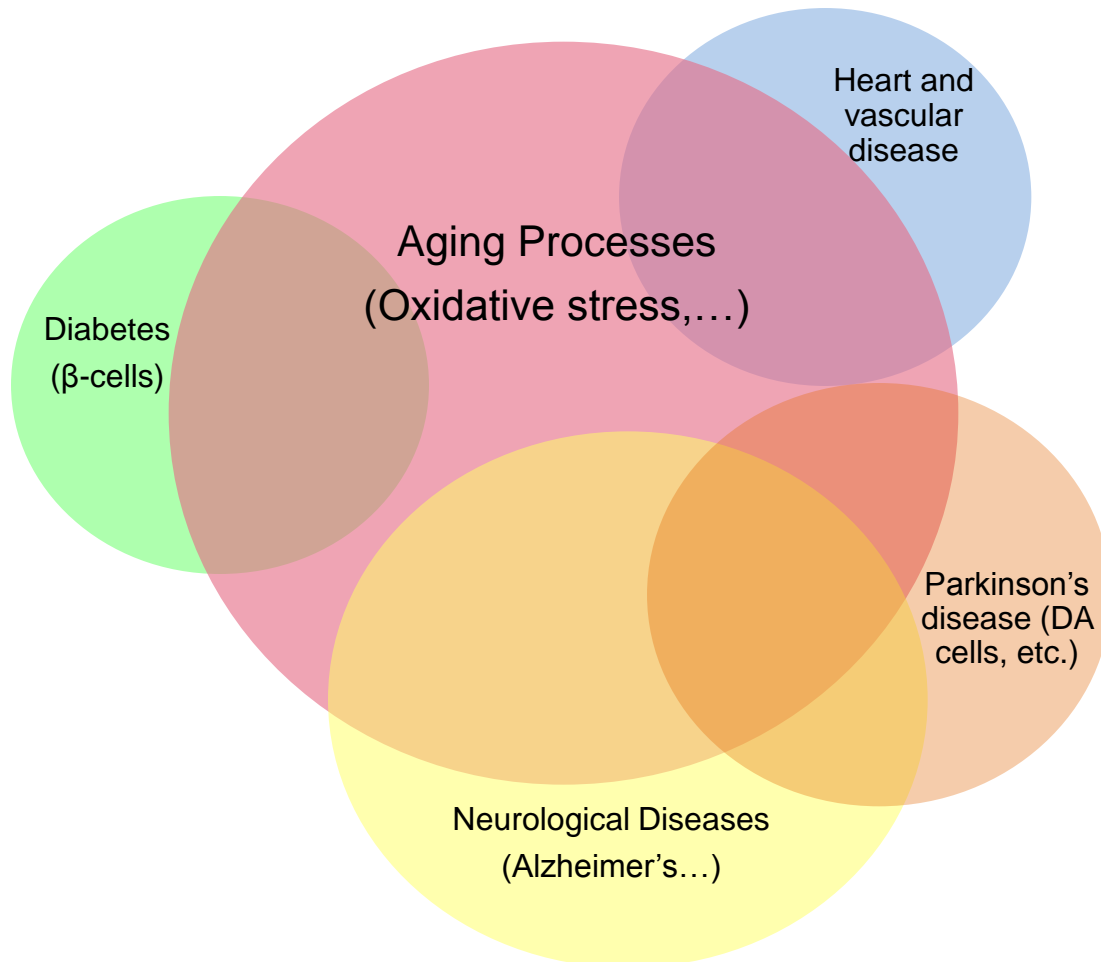 Heart and
vascular
disease
Aging Processes
(Oxidative stress,…)
Diabetes
(β-cells)
Parkinson’s
disease (DA
cells, etc.)
Neurological Diseases
(Alzheimer’s…)